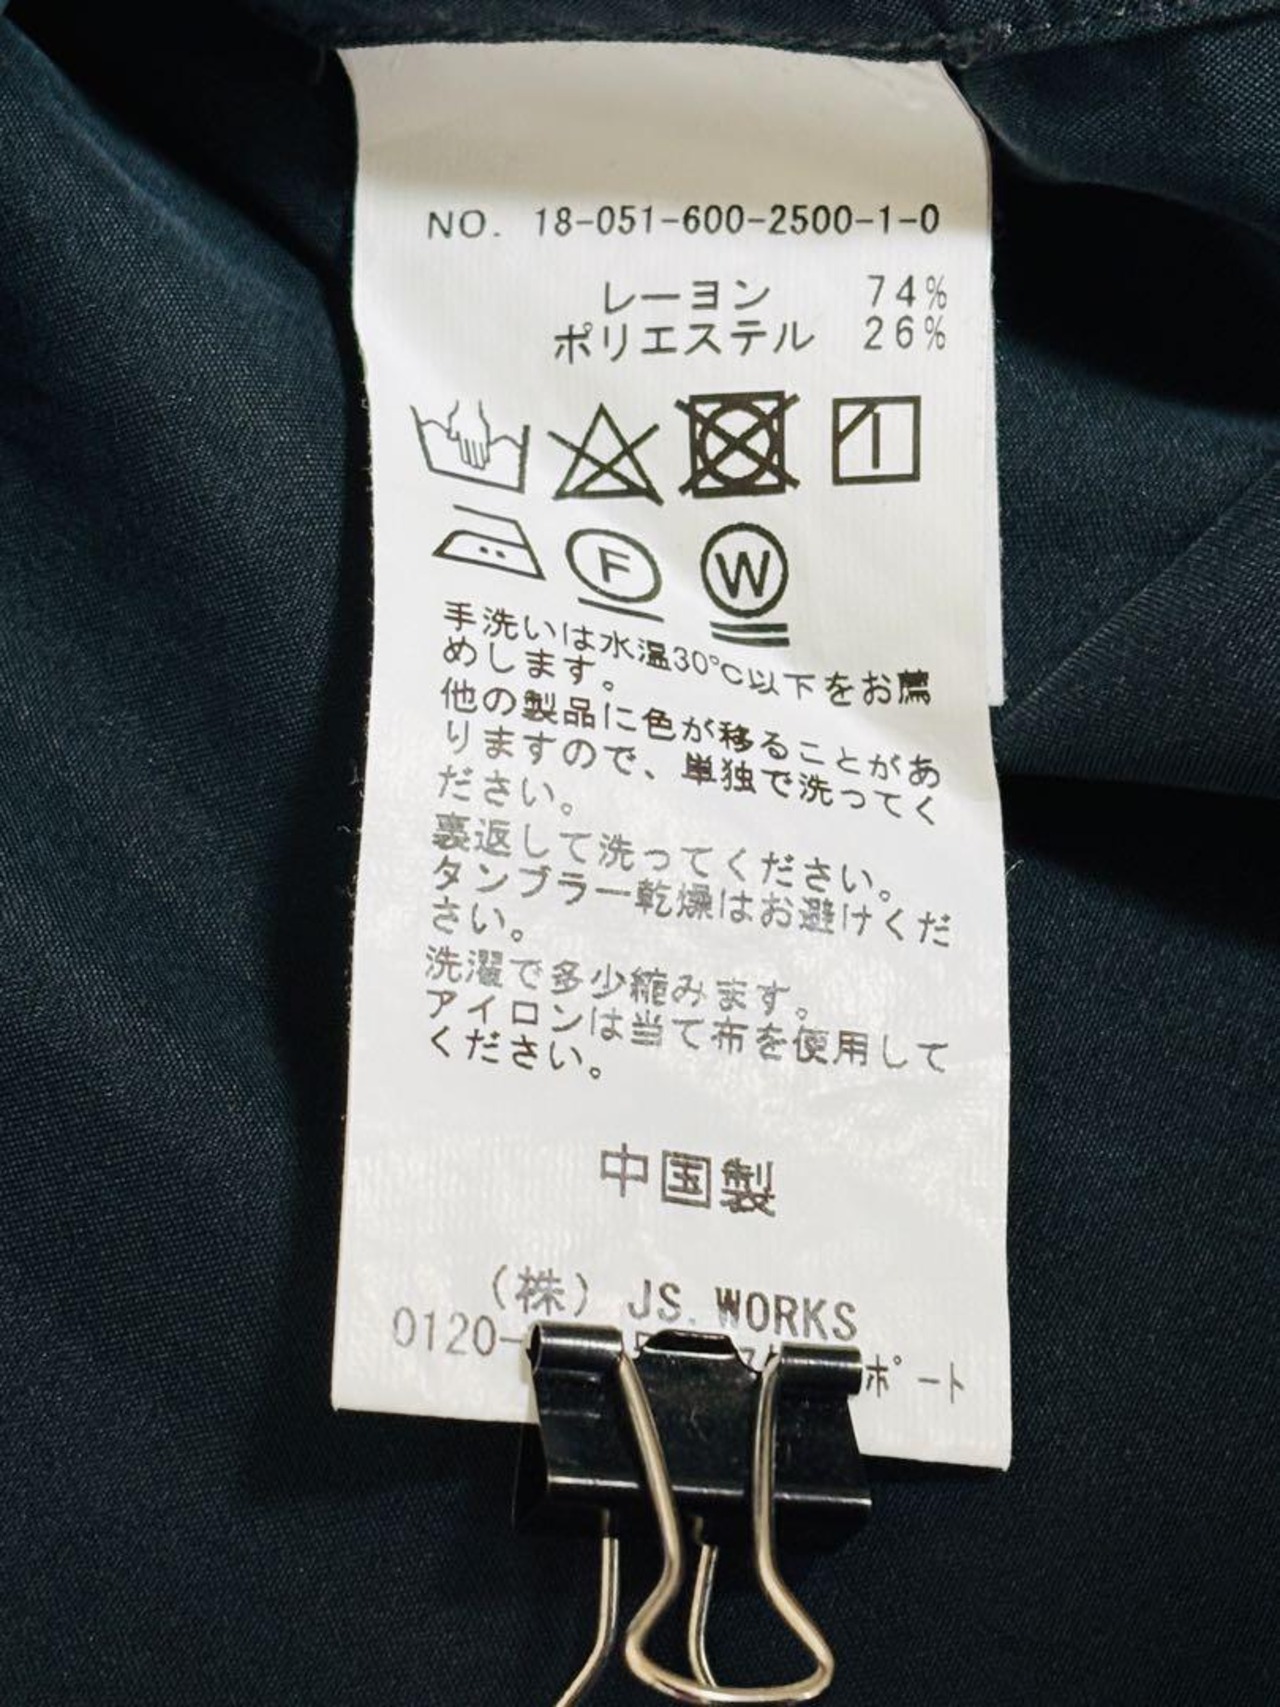 NO. 18-051-600-2500-1-0
レーヨン 74%
ポリエステル 26%
F W
手洗いは水温30℃以下をお薦
めします。
他の製品に色が移ることがあ
りますので、単独で洗ってく
ださい。
裏返して洗ってください。
タンブラー乾燥はお避けくだ
さい。
洗濯で多少縮みます。
アイロンは当て布を使用して
ください。
中国製
(株) JS. WORKS
0120-
ポート